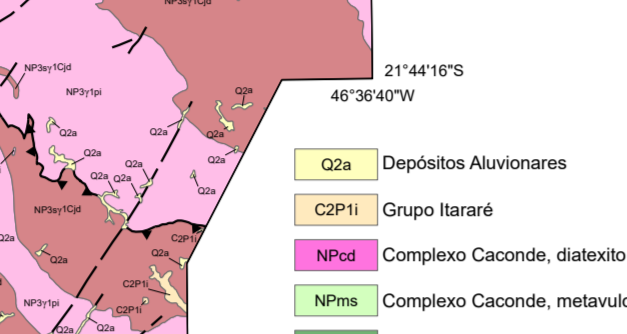 NP3sγ1Cjd
NP3sγ1Cjd
21°44'16"S
NP3γ1pi
Q2a
46°36'40"W
Q2a
Q2a
Q2a
Q2a
Q2a
Q2a
Q2a Depósitos Aluvionares
Q2a
Q2a
Q2a
NP3sγ1Cjd
C2P1i Grupo Itararé
Q2a
C2P1i
Q2a
Q2a
NPcd Complexo Caconde, diatexito
C2P1i
NP3γ1pi
C2P1i
NPms Complexo Caconde, metavul
Q2a
Q2a